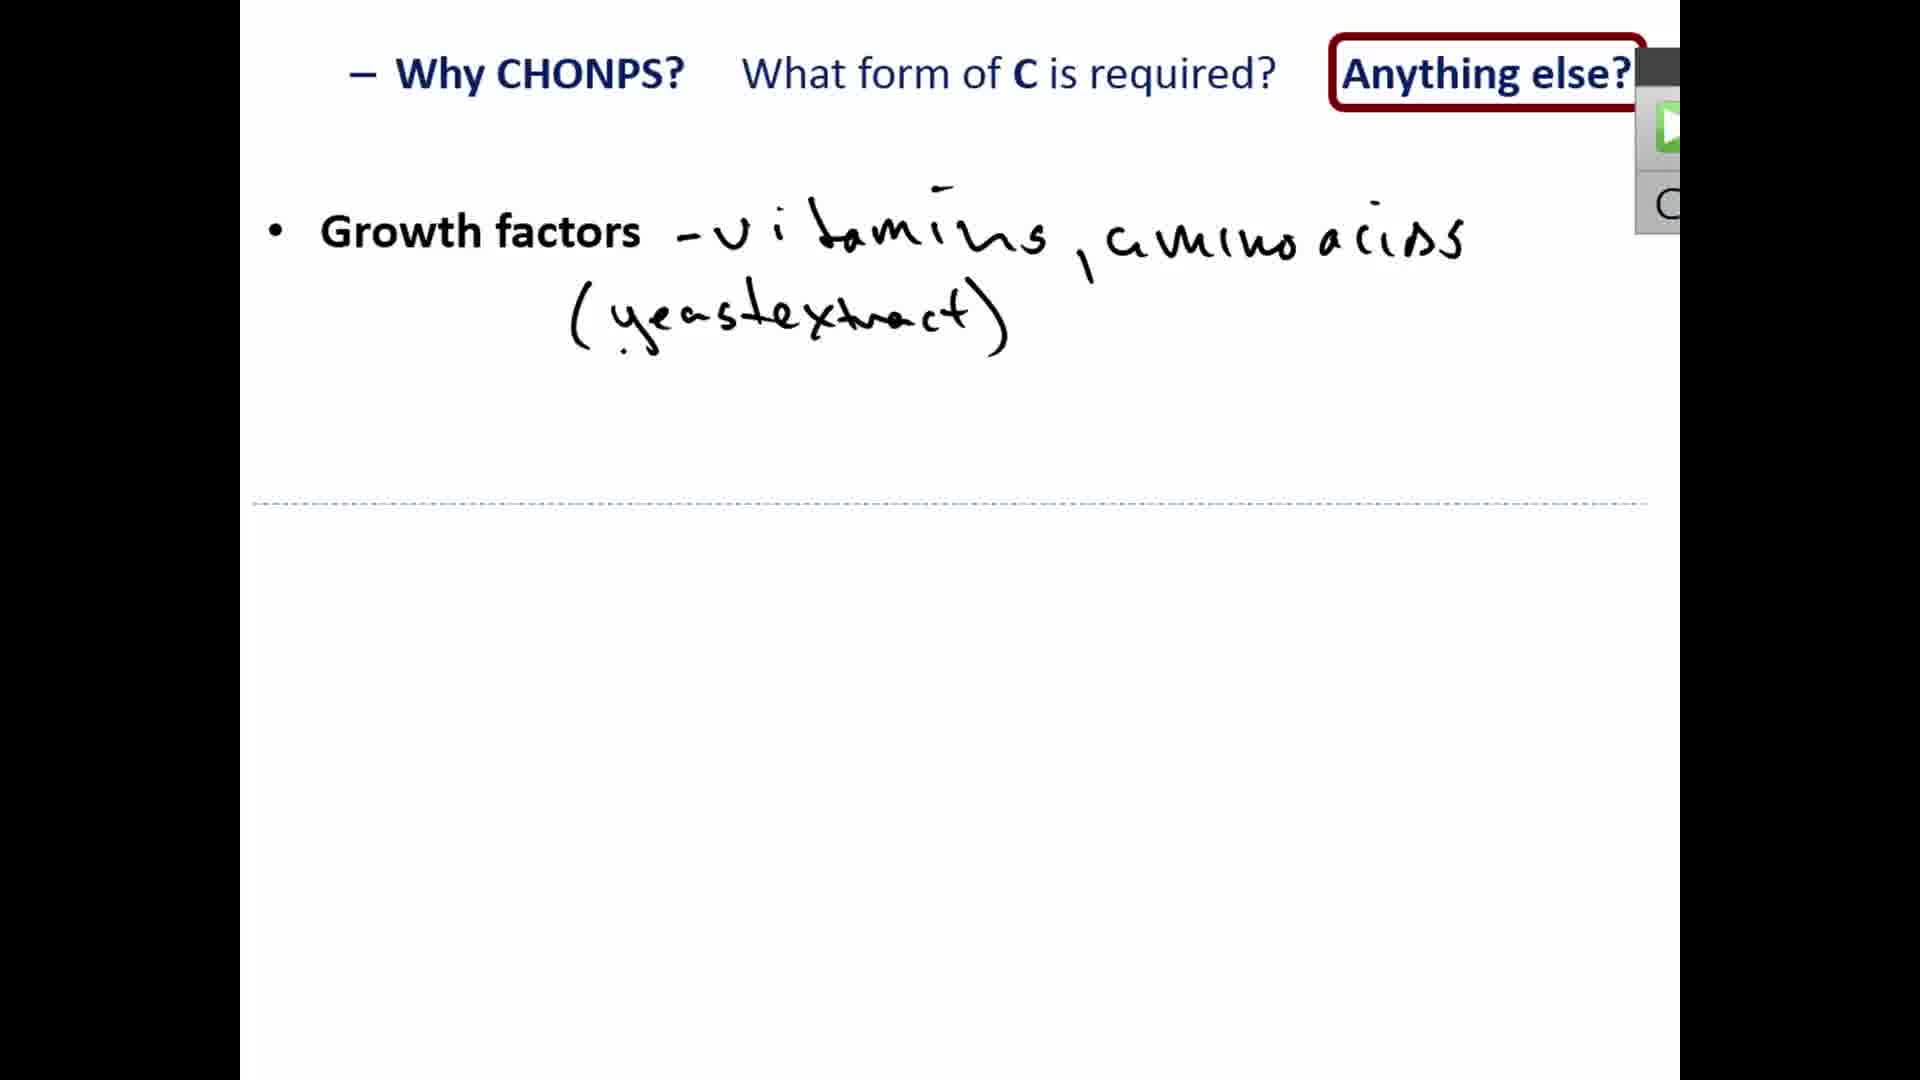 – Why CHONPS? What form of C is required? Anything else?
• Growth factors - vitamins, amino acids
(yeast extract)